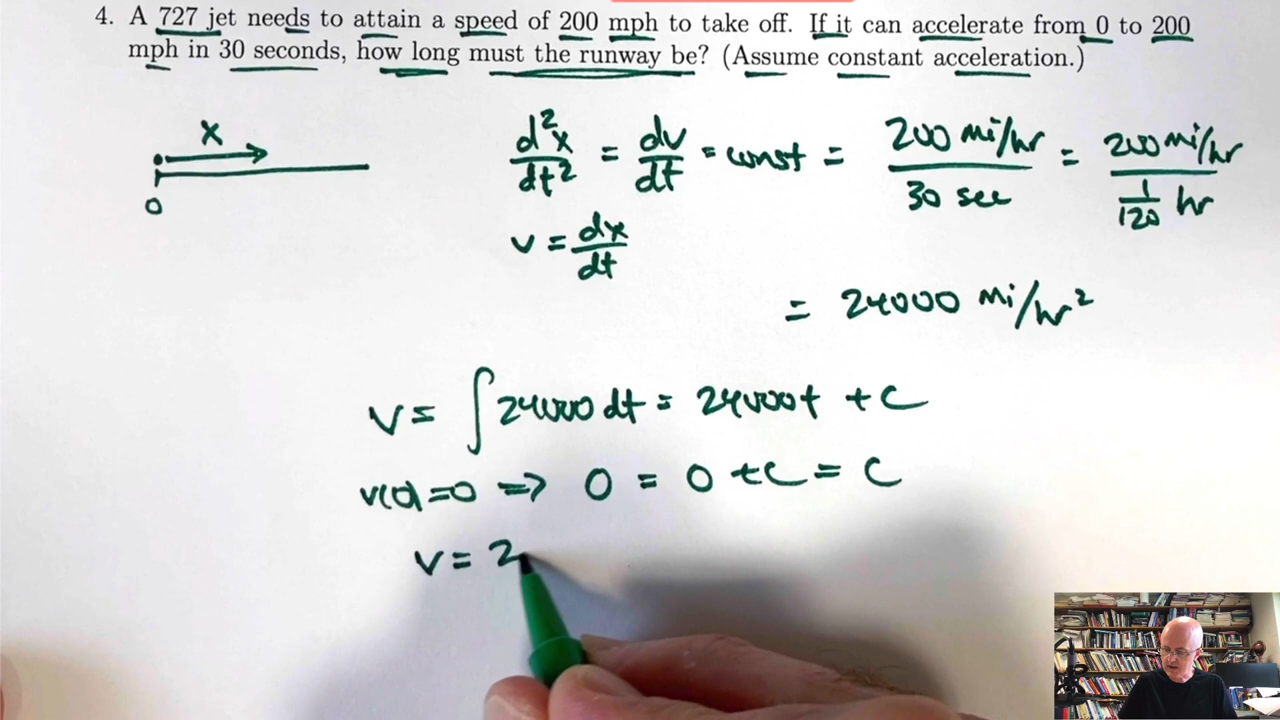 4. A 727 jet needs to attain a speed of 200 mph to take off. If it can accelerate from 0 to 200
mph in 30 seconds, how long must the runway be? (Assume constant acceleration.)
x
0
d²x/dt² = dv/dt = const = 200 mi/hr / 30 sec = 200 mi/hr / 1/120 hr
v = dx/dt
= 24000 mi/hr²
v = ∫ 24000 dt = 24000t + C
v(0) = 0 => 0 = 0 + C = C
v = 2